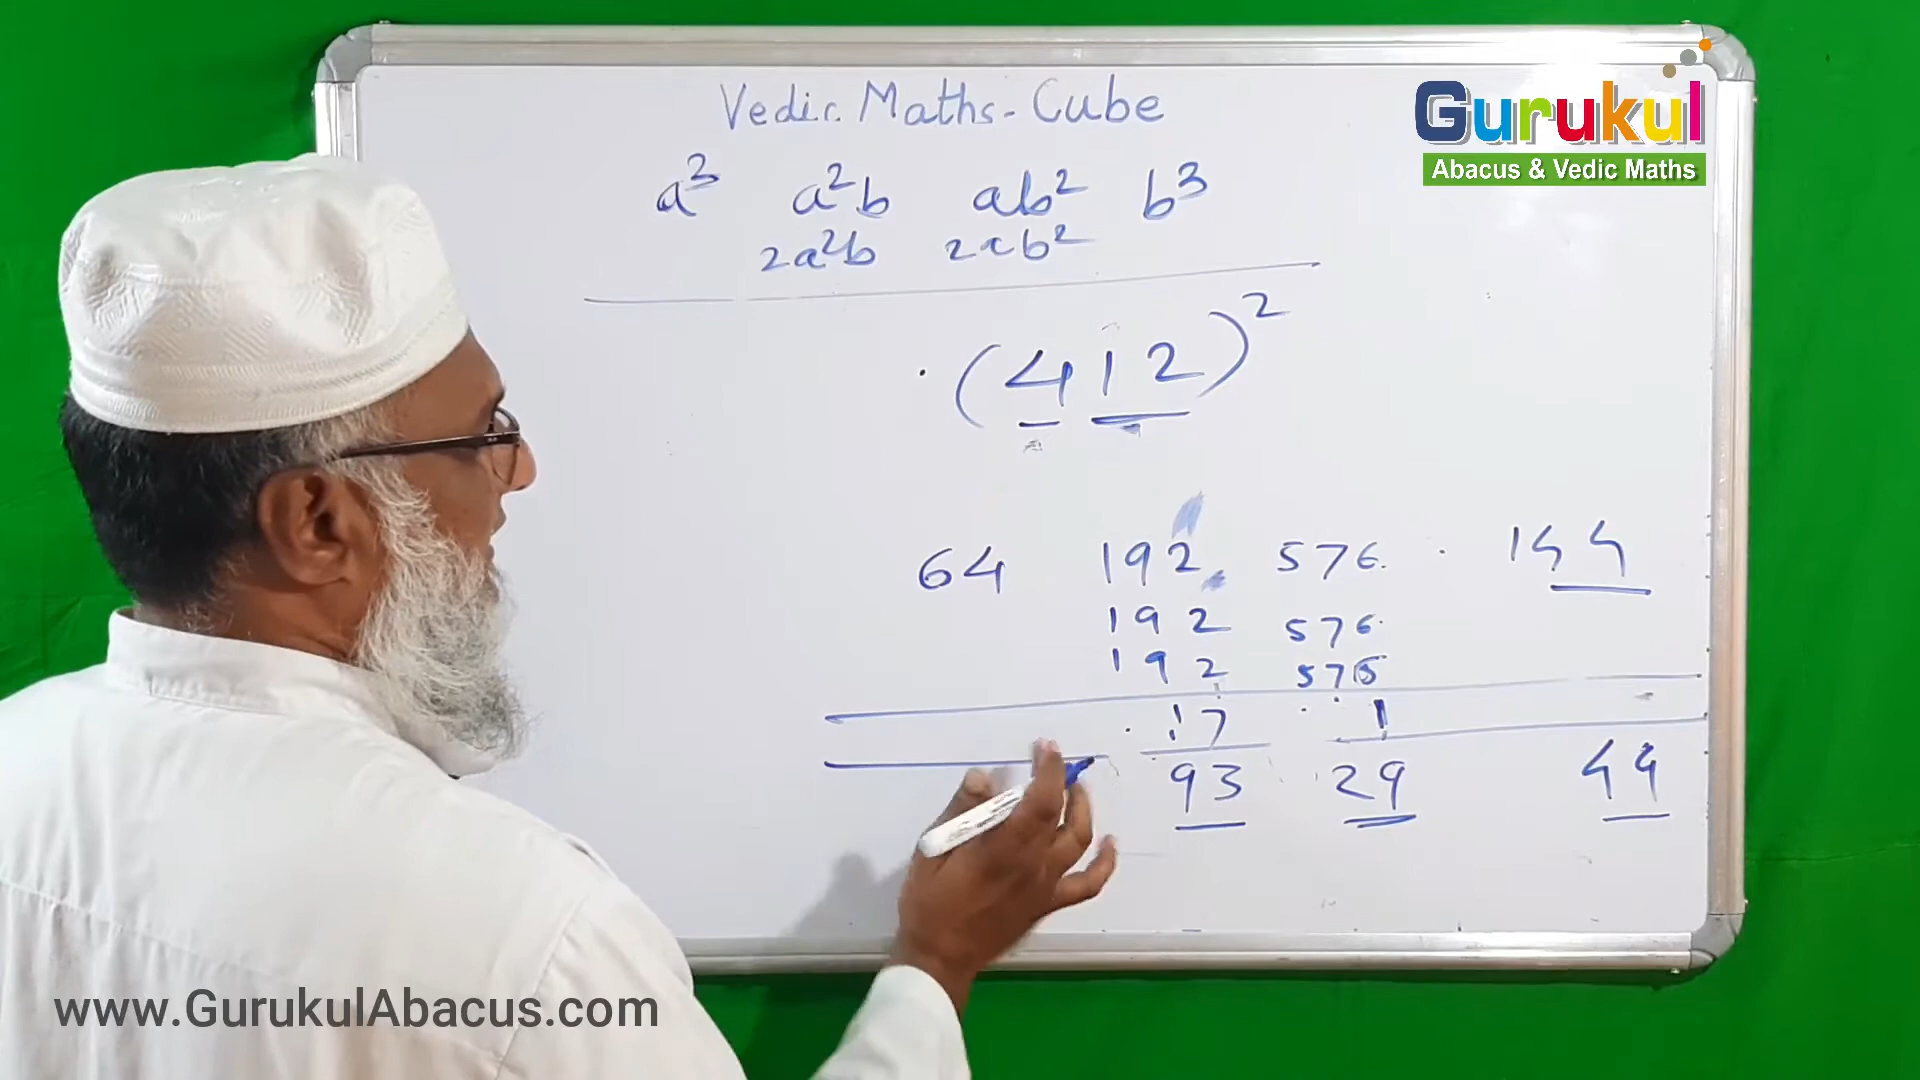 Vedic Maths - Cube
Gurukul
Abacus & Vedic Maths
a³ a²b ab² b³
2a²b 2ab²
(412)²
64 192 576 144
192 576
192 576
17 1
93 29 44
www.GurukulAbacus.com